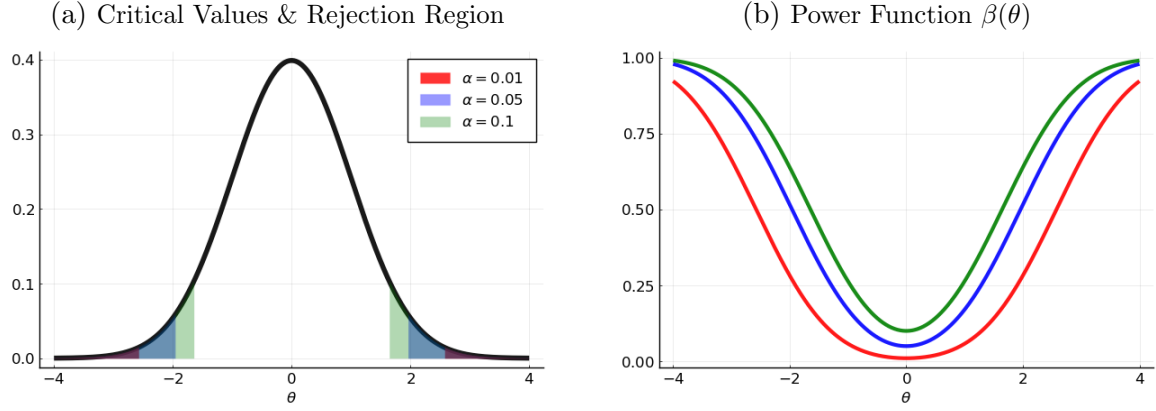 (a) Critical Values & Rejection Region
0.4
0.3
0.2
0.1
0.0
α = 0.01
α = 0.05
α = 0.1
−4 −2 0 2 4
θ
(b) Power Function β(θ)
1.00
0.75
0.50
0.25
0.00
−4 −2 0 2 4
θ